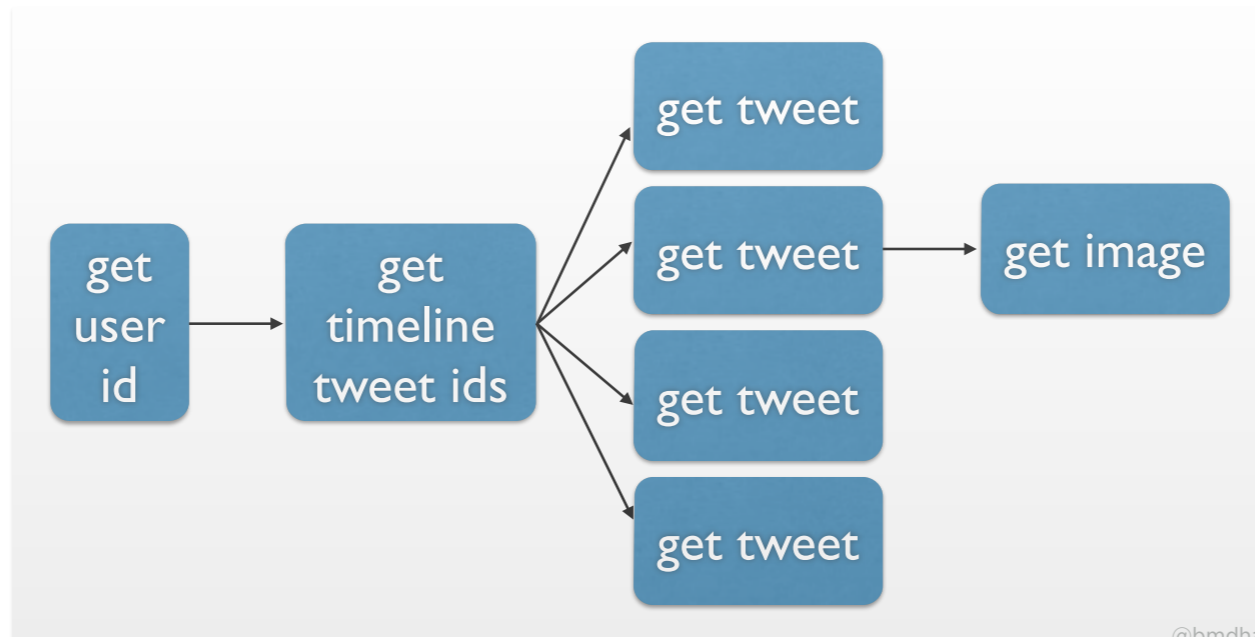 get
user
id
get
timeline
tweet ids
get tweet
get tweet
get image
get tweet
get tweet